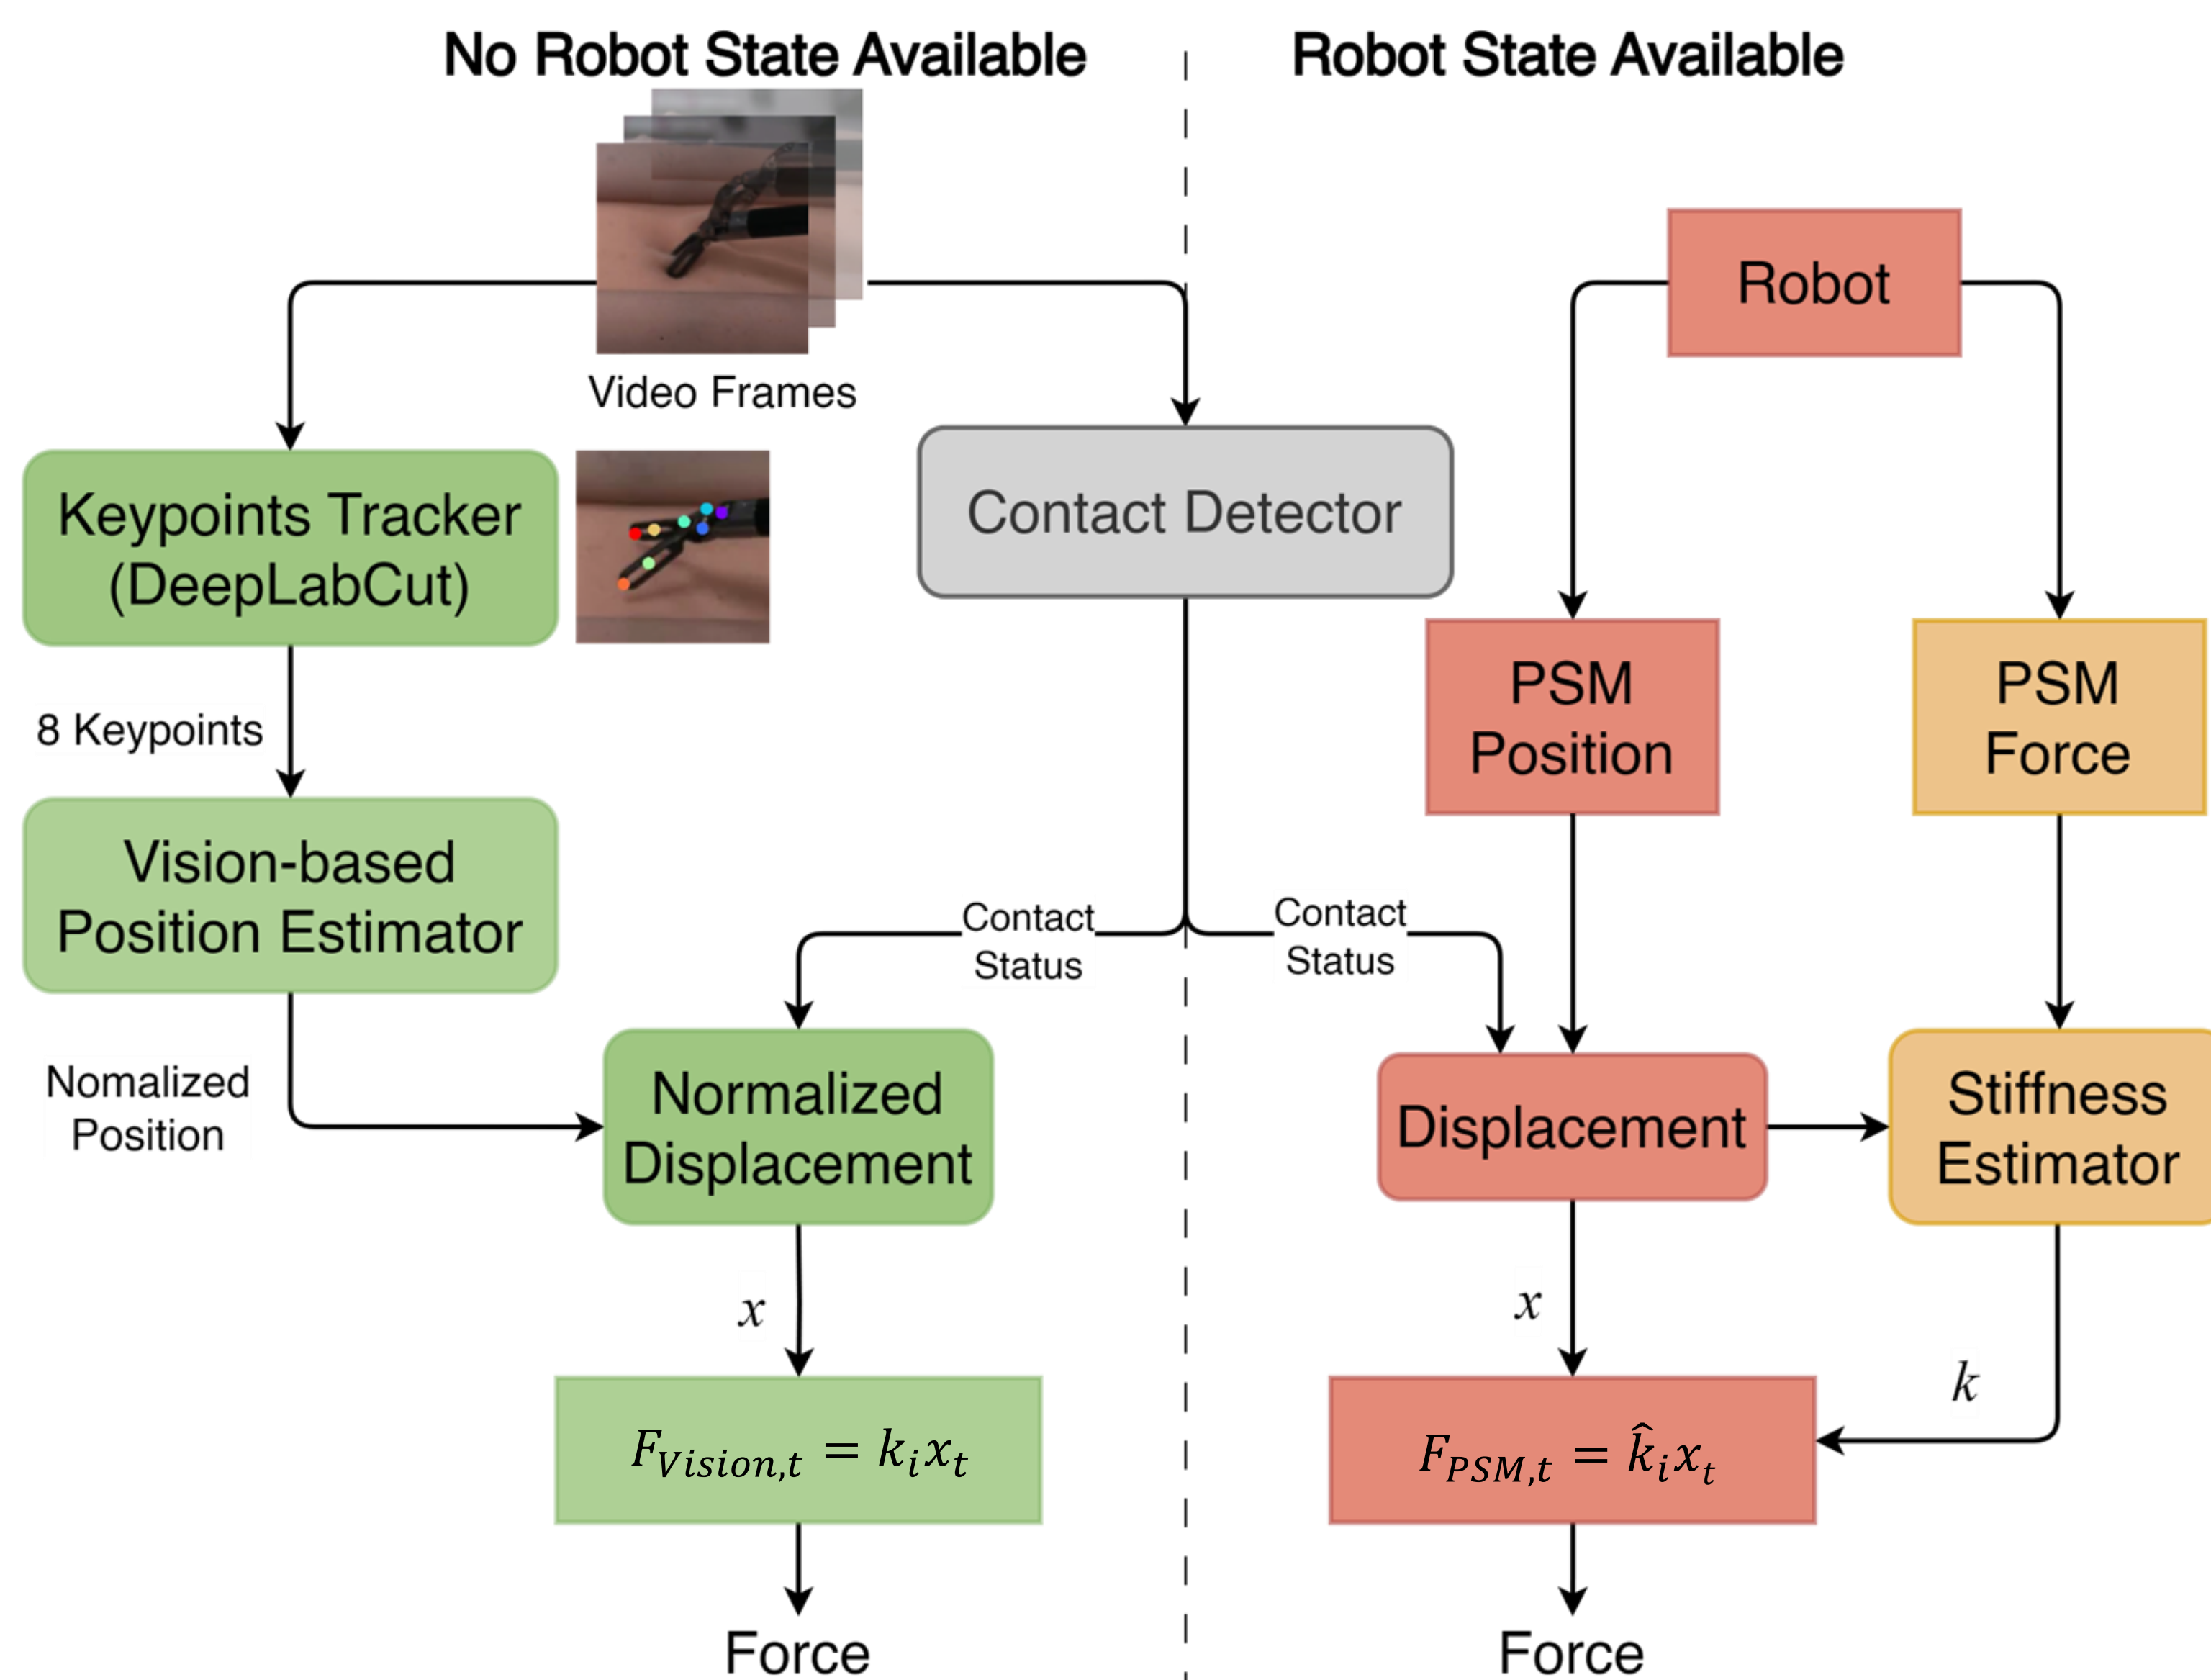 No Robot State Available
Robot State Available
Video Frames
Robot
Keypoints Tracker
(DeepLabCut)
Contact Detector
PSM
Position
PSM
Force
8 Keypoints
Vision-based
Position Estimator
Contact
Status
Contact
Status
Nomalized
Position
Normalized
Displacement
Displacement
Stiffness
Estimator
x
x
k
F_{Vision,t} = k_i x_t
F_{PSM,t} = k̂_i x_t
Force
Force